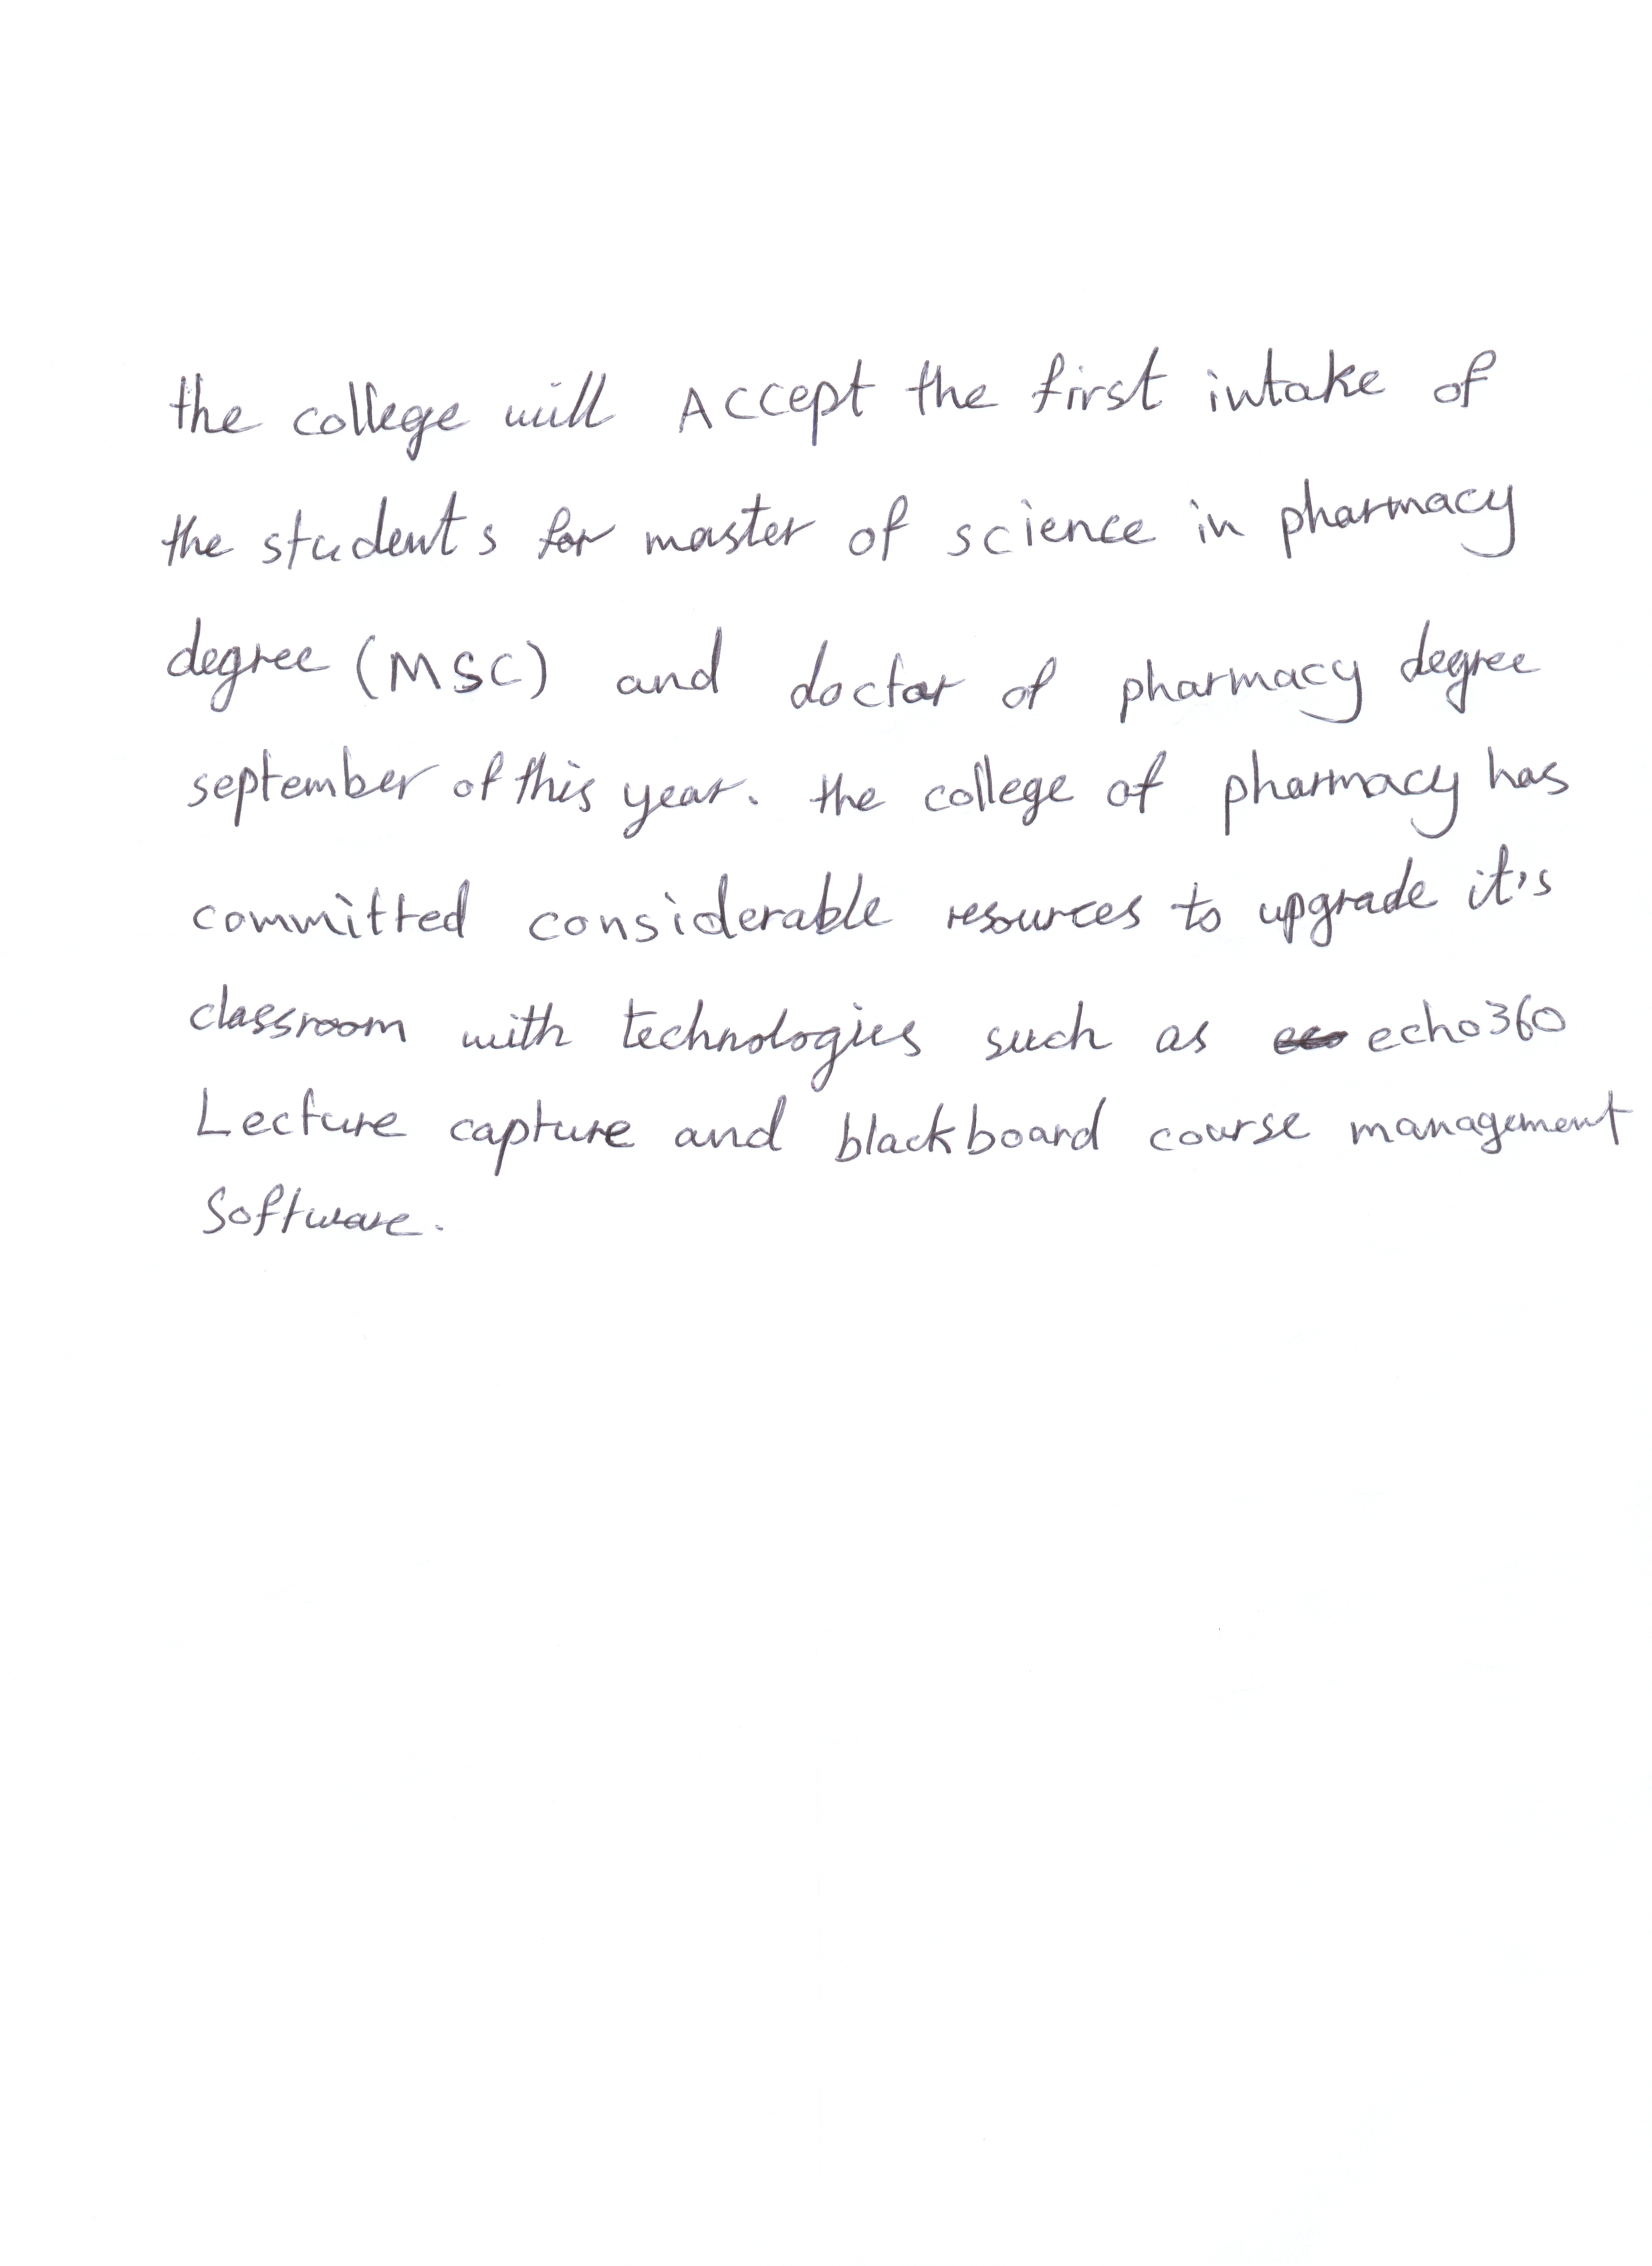 the college will Accept the first intake of
the students for master of science in pharmacy
degree (MSC) and doctor of pharmacy degree
september of this year. the college of pharmacy has
committed considerable resources to upgrade it's
classroom with technologies such as echo360
Lecture capture and blackboard course management
Software.